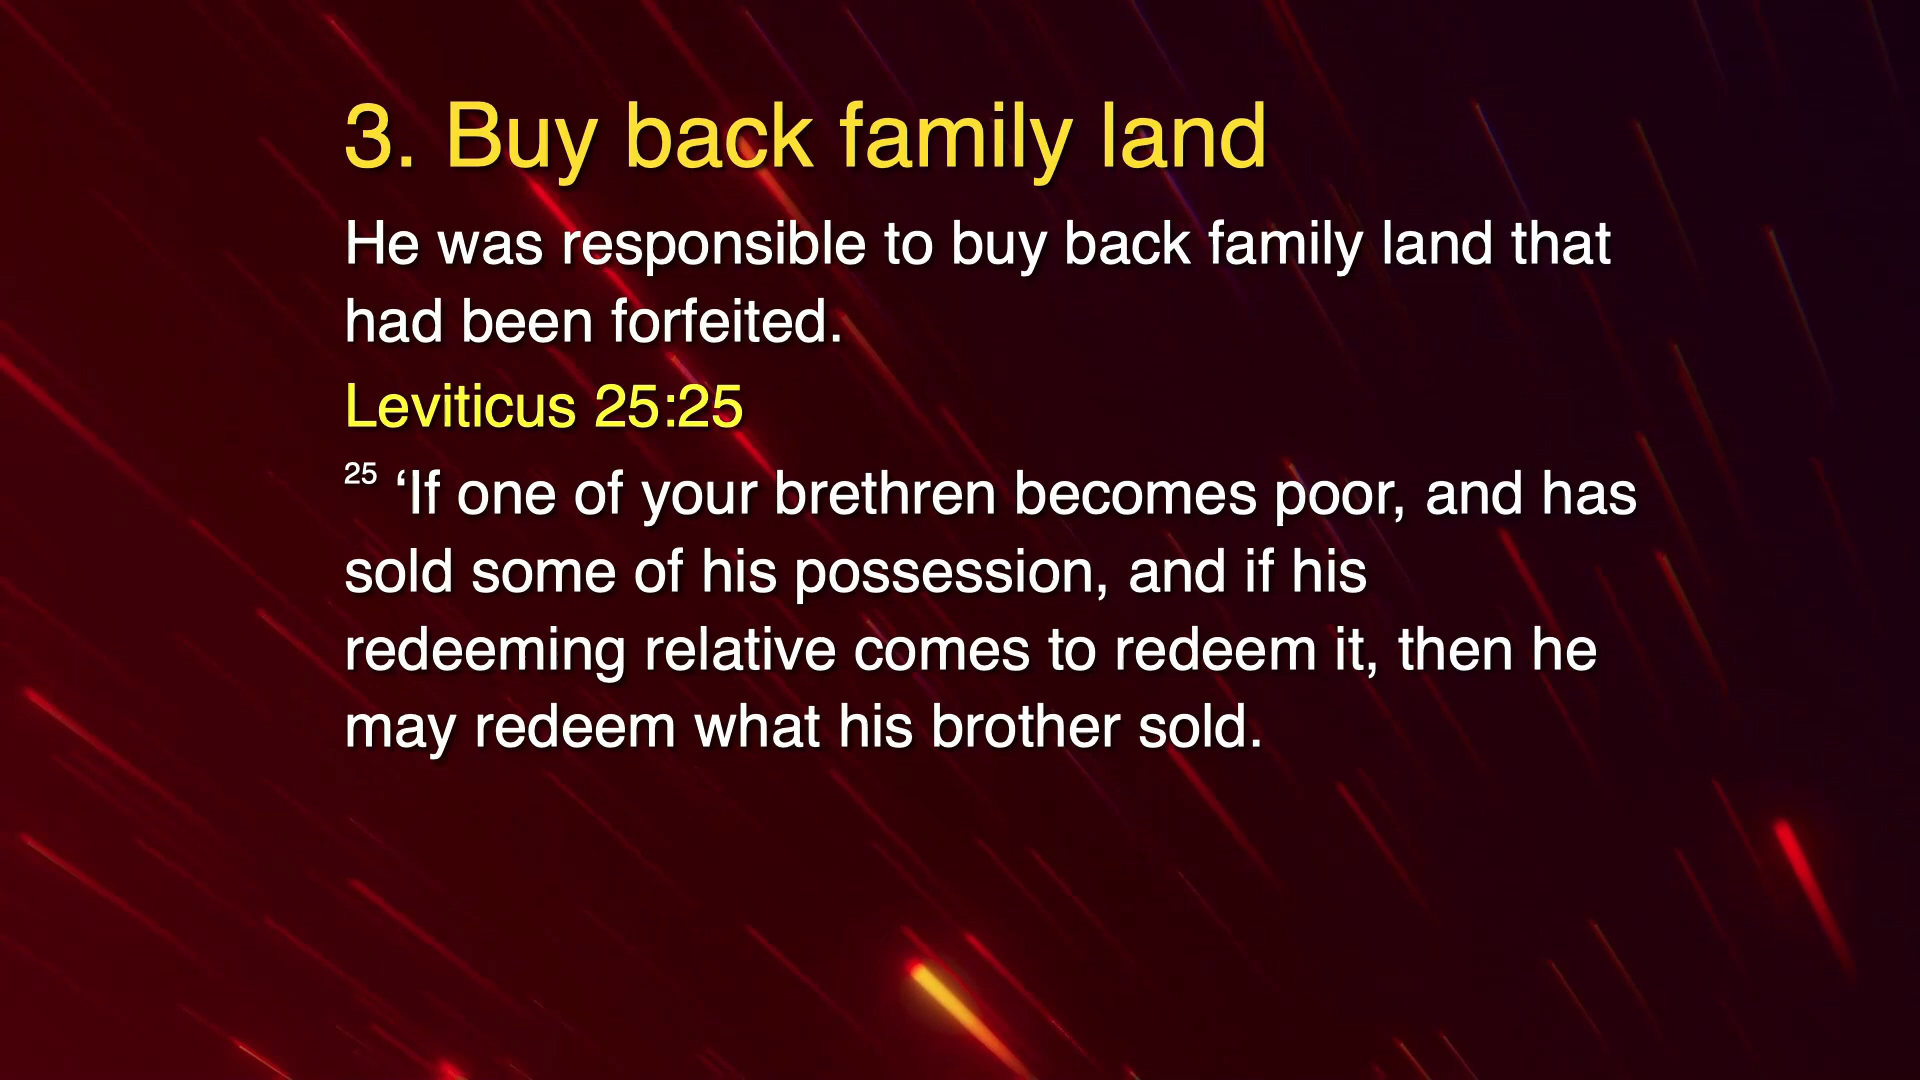 3. Buy back family land
He was responsible to buy back family land that
had been forfeited.
Leviticus 25:25
25 ‘If one of your brethren becomes poor, and has
sold some of his possession, and if his
redeeming relative comes to redeem it, then he
may redeem what his brother sold.